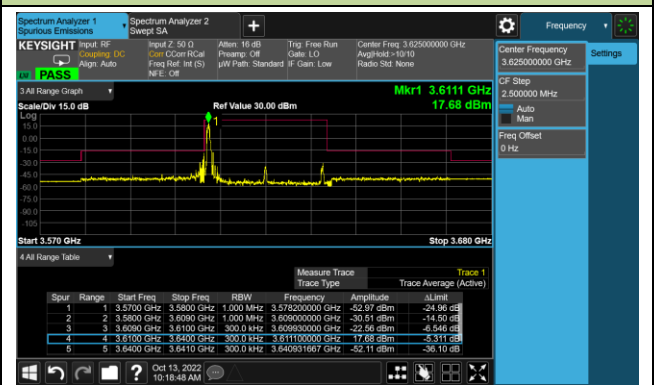 Spectrum Analyzer 1
Spurious Emissions
Spectrum Analyzer 2
Swept SA
Frequency
KEYSIGHT Input: RF
Coupling: DC
Align: Auto
Input Z: 50 Ω
Corr CCorr RCal
Freq Ref: Int (S)
NFE: Off
Atten: 16 dB
Preamp: Off
µW Path: Standard
Trig: Free Run
Gate: LO
IF Gain: Low
Center Freq: 3.625000000 GHz
Avg|Hold:>10/10
Radio Std: None
PASS
Center Frequency
3.625000000 GHz
Settings
CF Step
2.500000 MHz
Auto
Man
Freq Offset
0 Hz
3 All Range Graph
Mkr1 3.6111 GHz
17.68 dBm
Scale/Div 15.0 dB
Ref Value 30.00 dBm
Log
15.0
0.00
-15.0
-30.0
-45.0
-60.0
-75.0
-90.0
-105
1
Start 3.570 GHz
Stop 3.680 GHz
4 All Range Table
Measure Trace Trace 1
Trace Type Trace Average (Active)
Spur Range Start Freq Stop Freq RBW Frequency Amplitude ΔLimit
1 1 3.5700 GHz 3.5800 GHz 1.000 MHz 3.578200000 GHz -52.97 dBm -24.96 dB
2 2 3.5800 GHz 3.6090 GHz 1.000 MHz 3.609000000 GHz -30.51 dBm -14.50 dB
3 3 3.6090 GHz 3.6100 GHz 300.0 kHz 3.609930000 GHz -22.56 dBm -6.546 dB
4 4 3.6100 GHz 3.6400 GHz 300.0 kHz 3.611100000 GHz 17.68 dBm -5.311 dB
5 5 3.6400 GHz 3.6410 GHz 300.0 kHz 3.640931667 GHz -52.11 dBm -36.10 dB
Oct 13, 2022
10:18:48 AM